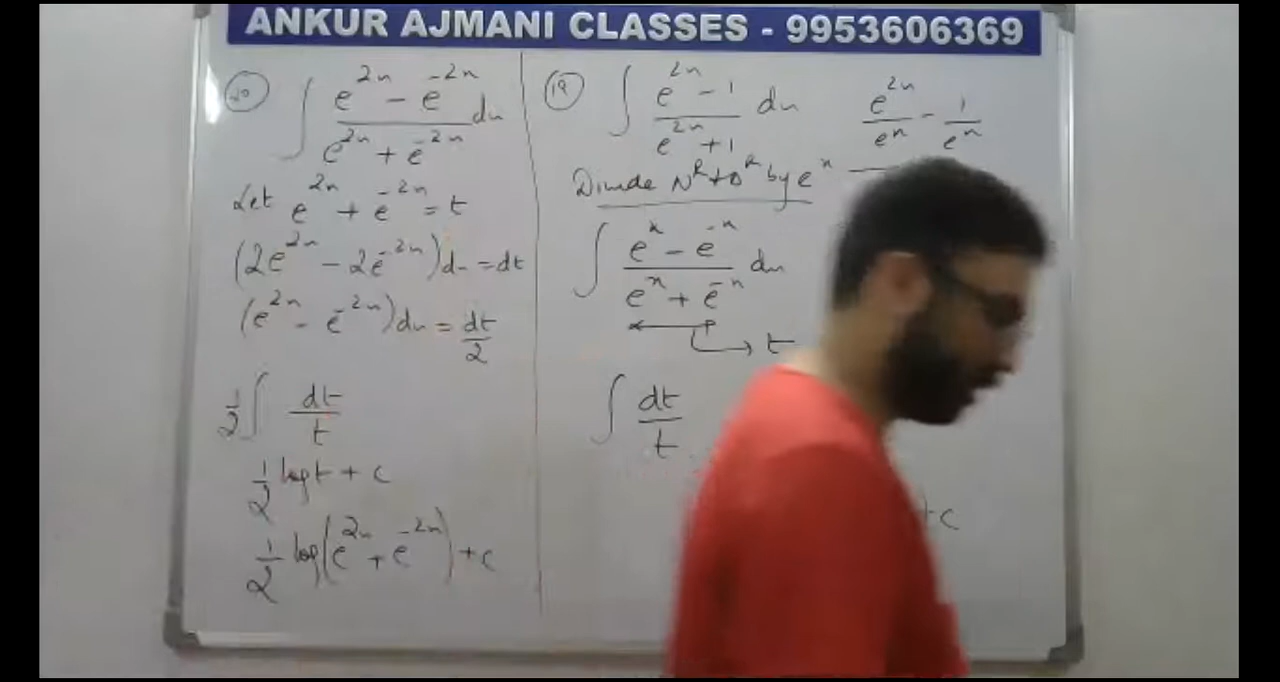 ANKUR AJMANI CLASSES - 9953606369
20 ∫ (e^2x - e^-2x)/(e^2x + e^-2x) dx
Let e^2x + e^-2x = t
(2e^2x - 2e^-2x)dx = dt
(e^2x - e^-2x)dx = dt/2
1/2 ∫ dt/t
1/2 log t + c
1/2 log(e^2x + e^-2x) + c
19 ∫ (e^2x - 1)/(e^2x + 1) dx
e^2x/e^x - 1/e^x
Divide N^R & D^R by e^x
∫ (e^x - e^-x)/(e^x + e^-x) dx
→ t
∫ dt/t
+ c